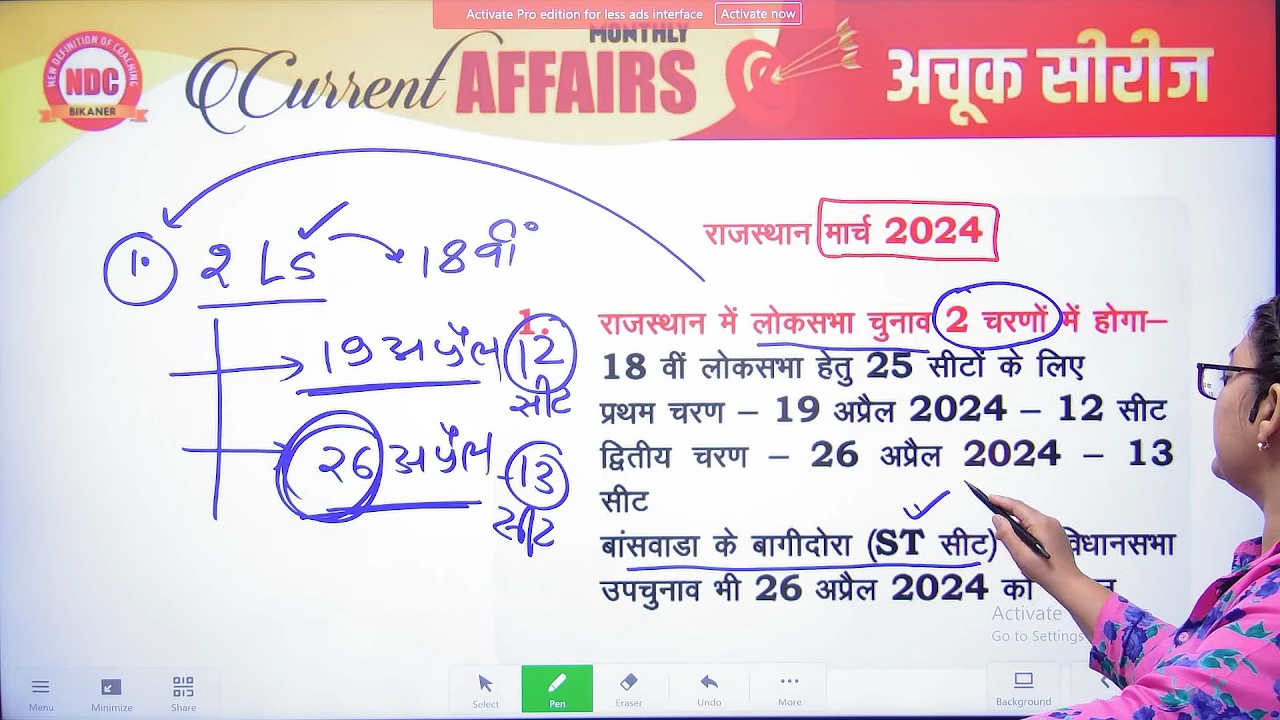 Activate Pro edition for less ads interface Activate now
NEW DEFINITION OF COACHING
NDC
BIKANER
MONTHLY
Current AFFAIRS
अचूक सीरीज
राजस्थान मार्च 2024
1. राजस्थान में लोकसभा चुनाव 2 चरणों में होगा–
18 वीं लोकसभा हेतु 25 सीटों के लिए
प्रथम चरण – 19 अप्रैल 2024 – 12 सीट
द्वितीय चरण – 26 अप्रैल 2024 – 13
सीट
बांसवाडा के बागीदोरा (ST सीट) विधानसभा
उपचुनाव भी 26 अप्रैल 2024 को
1. LS 18वीं
19 अप्रैल 12
सीट
26 अप्रैल 13
सीट
Activate
Go to Settings
Menu Minimize Share Select Pen Eraser Undo More Background